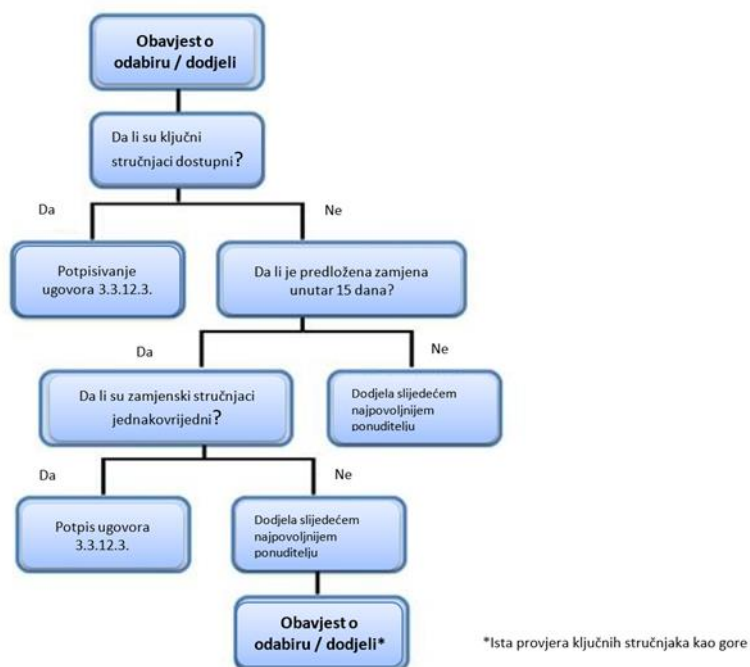 Obavjest o
odabiru / dodjeli
Da li su ključni
stručnjaci dostupni?
Da
Ne
Potpisivanje
ugovora 3.3.12.3.
Da li je predložena zamjena
unutar 15 dana?
Da
Ne
Da li su zamjenski stručnjaci
jednakovrijedni?
Dodjela slijedećem
najpovoljnijem
ponuditelju
Da
Ne
Potpis ugovora
3.3.12.3.
Dodjela slijedećem
najpovoljnijem
ponuditelju
Obavjest o
odabiru / dodjeli*
*Ista provjera ključnih stručnjaka kao gore